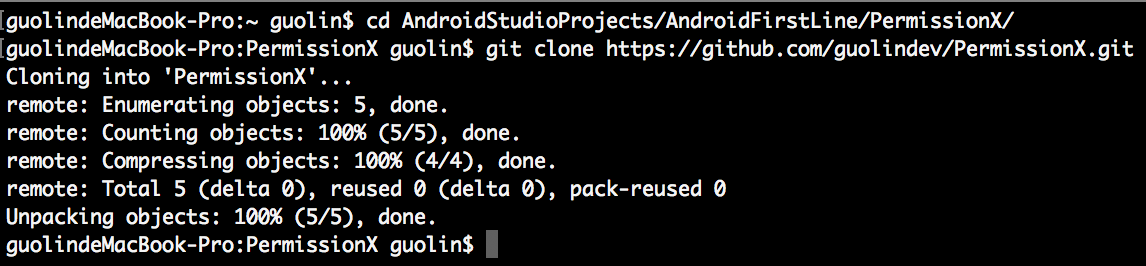 guolindeMacBook-Pro:~ guolin$ cd AndroidStudioProjects/AndroidFirstLine/PermissionX/
guolindeMacBook-Pro:PermissionX guolin$ git clone https://github.com/guolindev/PermissionX.git
Cloning into 'PermissionX'...
remote: Enumerating objects: 5, done.
remote: Counting objects: 100% (5/5), done.
remote: Compressing objects: 100% (4/4), done.
remote: Total 5 (delta 0), reused 0 (delta 0), pack-reused 0
Unpacking objects: 100% (5/5), done.
guolindeMacBook-Pro:PermissionX guolin$